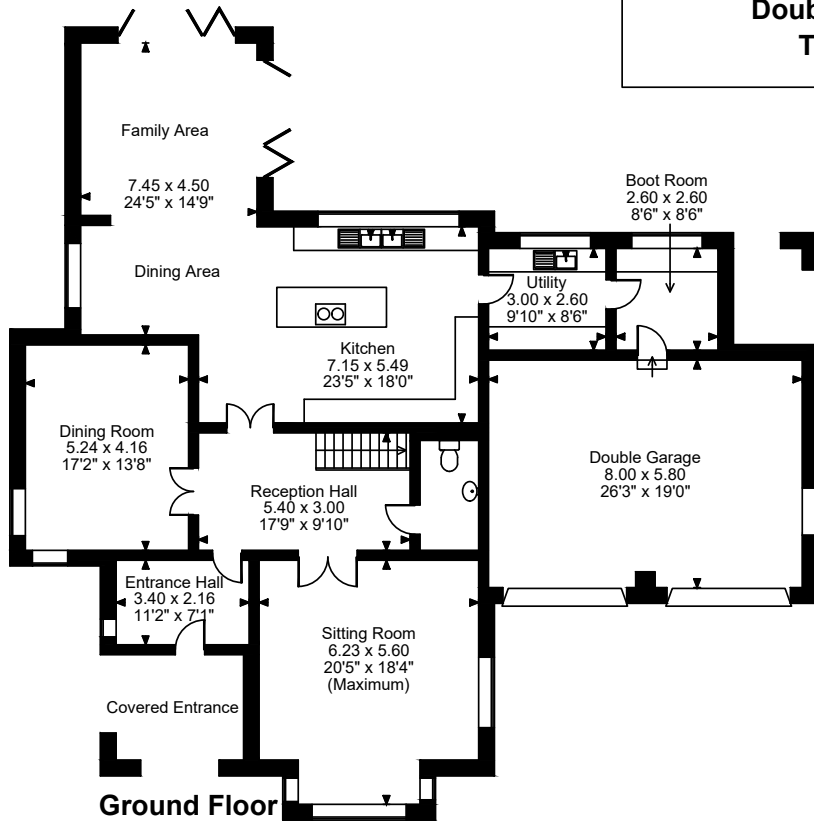 Doub
T
Family Area
7.45 x 4.50
24'5" x 14'9"
Dining Area
Boot Room
2.60 x 2.60
8'6" x 8'6"
Utility
3.00 x 2.60
9'10" x 8'6"
Kitchen
7.15 x 5.49
23'5" x 18'0"
Dining Room
5.24 x 4.16
17'2" x 13'8"
Double Garage
8.00 x 5.80
26'3" x 19'0"
Reception Hall
5.40 x 3.00
17'9" x 9'10"
Entrance Hall
3.40 x 2.16
11'2" x 7'1"
Sitting Room
6.23 x 5.60
20'5" x 18'4"
(Maximum)
Covered Entrance
Ground Floor